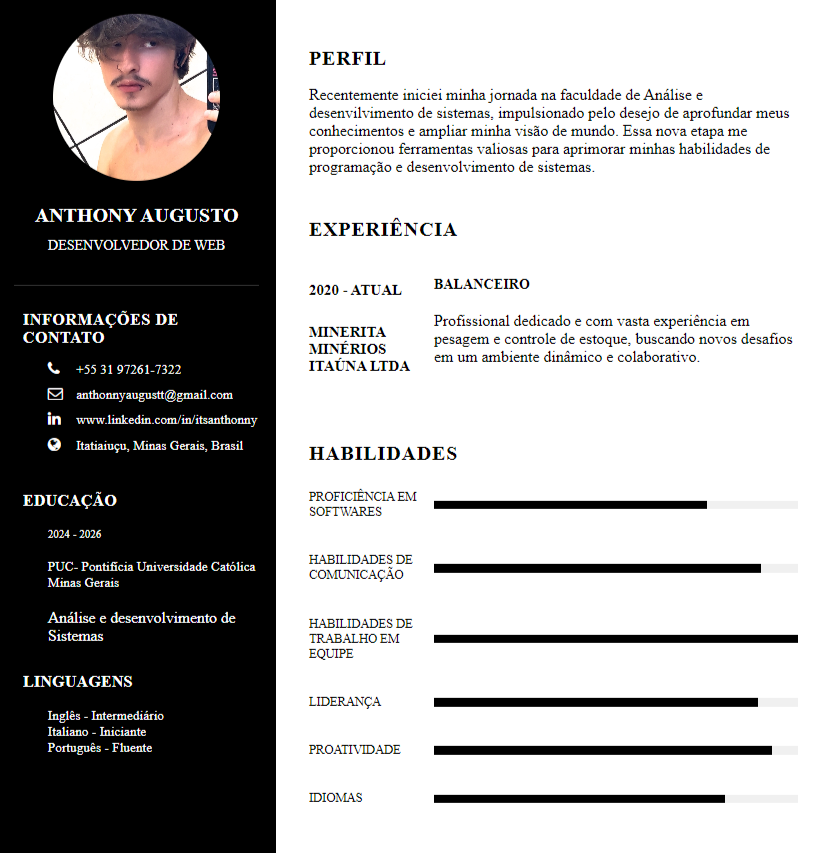 ANTHONY AUGUSTO
DESENVOLVEDOR DE WEB
INFORMAÇÕES DE
CONTATO
+55 31 97261-7322
anthonnyaugustt@gmail.com
www.linkedin.com/in/itsanthonny
Itatiaiuçu, Minas Gerais, Brasil
EDUCAÇÃO
2024 - 2026
PUC- Pontifícia Universidade Católica
Minas Gerais
Análise e desenvolvimento de
Sistemas
LINGUAGENS
Inglês - Intermediário
Italiano - Iniciante
Português - Fluente
PERFIL
Recentemente iniciei minha jornada na faculdade de Análise e
desenvilvimento de sistemas, impulsionado pelo desejo de aprofundar meus
conhecimentos e ampliar minha visão de mundo. Essa nova etapa me
proporcionou ferramentas valiosas para aprimorar minhas habilidades de
programação e desenvolvimento de sistemas.
EXPERIÊNCIA
2020 - ATUAL
MINERITA
MINÉRIOS
ITAÚNA LTDA
BALANCEIRO
Profissional dedicado e com vasta experiência em
pesagem e controle de estoque, buscando novos desafios
em um ambiente dinâmico e colaborativo.
HABILIDADES
PROFICIÊNCIA EM
SOFTWARES
HABILIDADES DE
COMUNICAÇÃO
HABILIDADES DE
TRABALHO EM
EQUIPE
LIDERANÇA
PROATIVIDADE
IDIOMAS